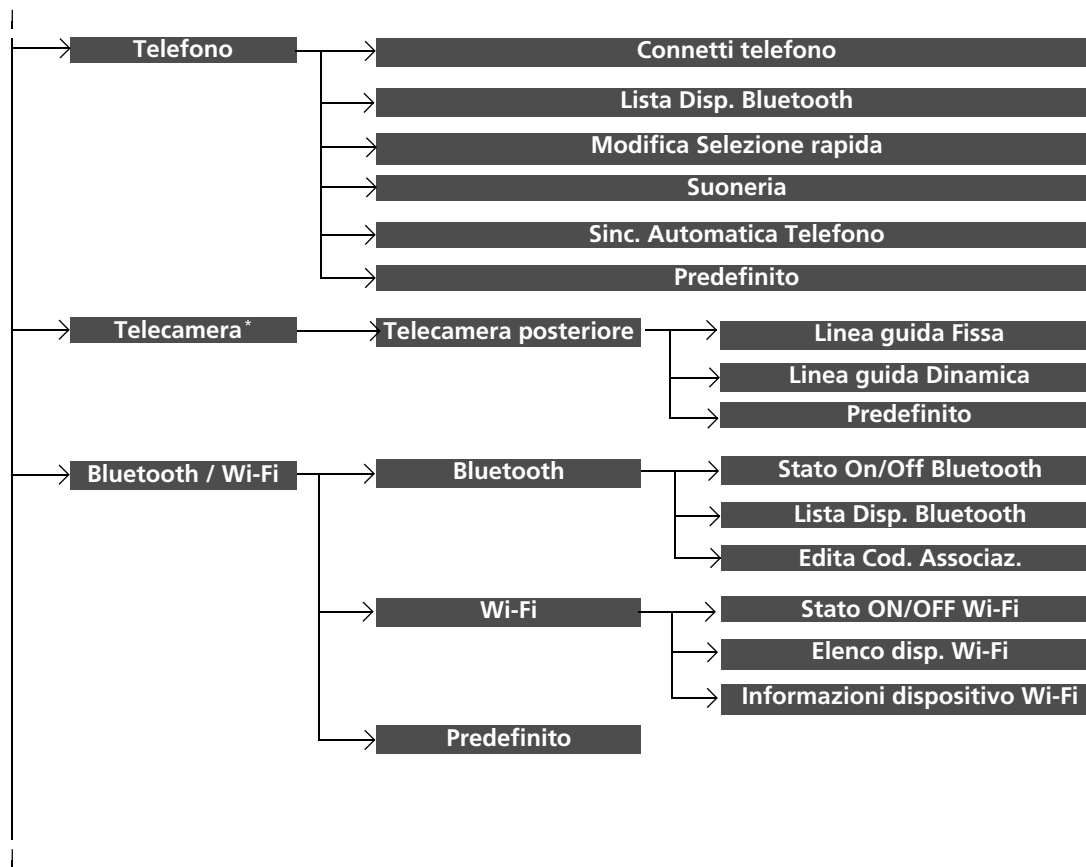 Telefono
Connetti telefono
Lista Disp. Bluetooth
Modifica Selezione rapida
Suoneria
Sinc. Automatica Telefono
Predefinito
Telecamera*
Telecamera posteriore
Linea guida Fissa
Linea guida Dinamica
Predefinito
Bluetooth / Wi-Fi
Bluetooth
Stato On/Off Bluetooth
Lista Disp. Bluetooth
Edita Cod. Associaz.
Wi-Fi
Stato ON/OFF Wi-Fi
Elenco disp. Wi-Fi
Informazioni dispositivo Wi-Fi
Predefinito